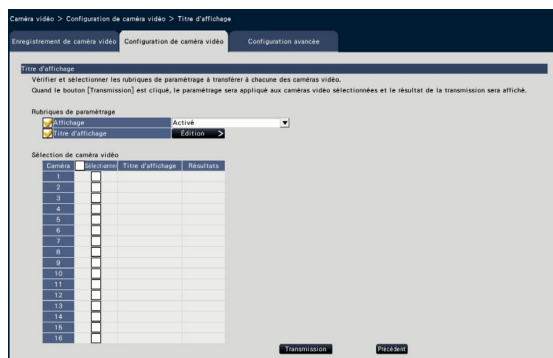 Caméra vidéo > Configuration de caméra vidéo > Titre d'affichage
Enregistrement de caméra vidéo Configuration de caméra vidéo Configuration avancée
Titre d'affichage
Vérifier et sélectionner les rubriques de paramétrage à transférer à chacune des caméras vidéo.
Quand le bouton [Transmission] est cliqué, le paramétrage sera appliqué aux caméras vidéo sélectionnées et le résultat de la transmission sera affiché.
Rubriques de paramétrage
Affichage Activé
Titre d'affichage Édition >
Sélection de caméra vidéo
Caméra Sélectionner Titre d'affichage Résultats
1
2
3
4
5
6
7
8
9
10
11
12
13
14
15
16
Transmission Précédent